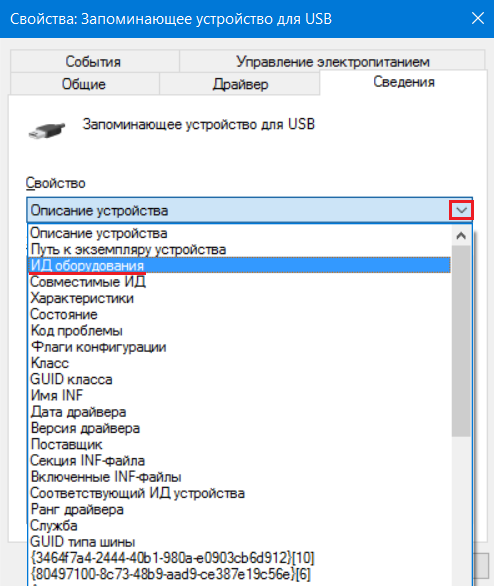 Свойства: Запоминающее устройство для USB
События
Управление электропитанием
Общие
Драйвер
Сведения
Запоминающее устройство для USB
Свойство
Описание устройства
Описание устройства
Путь к экземпляру устройства
ИД оборудования
Совместимые ИД
Характеристики
Состояние
Код проблемы
Флаги конфигурации
Класс
GUID класса
Имя INF
Дата драйвера
Версия драйвера
Поставщик
Секция INF-файла
Включенные INF-файлы
Соответствующий ИД устройства
Ранг драйвера
Служба
GUID типа шины
{3464f7a4-2444-40b1-980a-e0903cb6d912}[10]
{80497100-8c73-48b9-aad9-ce387e19c56e}[6]